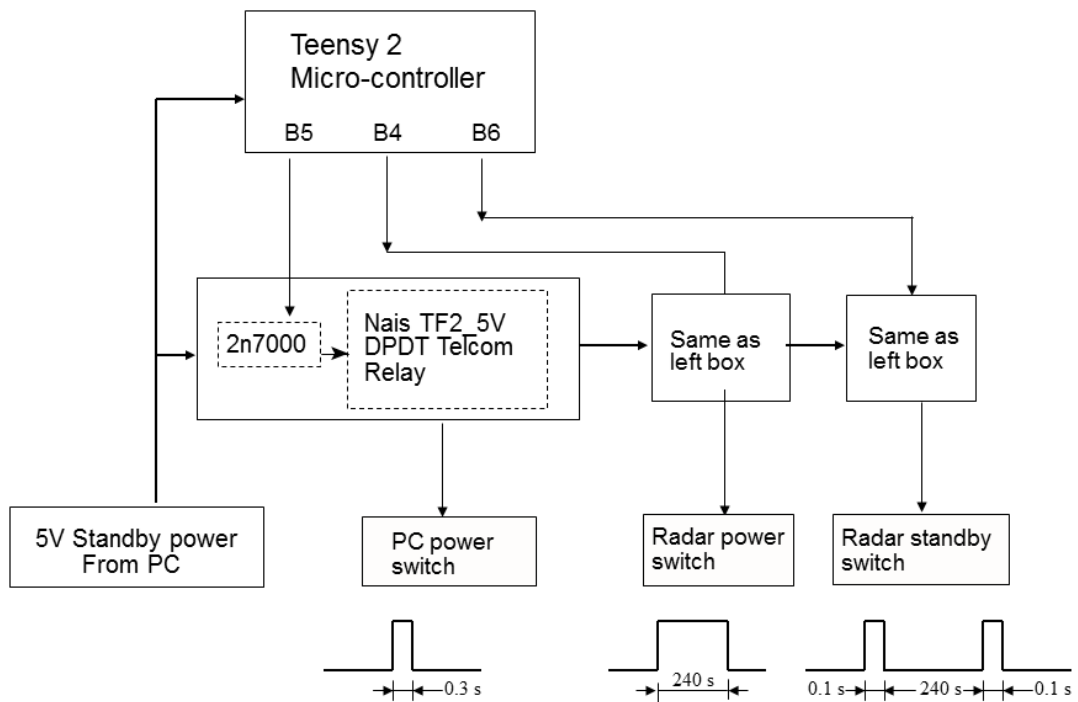 Teensy 2
Micro-controller
B5 B4 B6
2n7000
Nais TF2_5V
DPDT Telcom
Relay
Same as
left box
Same as
left box
5V Standby power
From PC
PC power
switch
Radar power
switch
Radar standby
switch
0.3 s
240 s
0.1 s 240 s 0.1 s